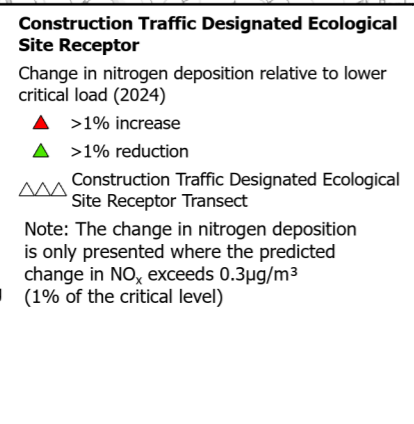 Construction Traffic Designated Ecological
Site Receptor
Change in nitrogen deposition relative to lower
critical load (2024)
>1% increase
>1% reduction
Construction Traffic Designated Ecological
Site Receptor Transect
Note: The change in nitrogen deposition
is only presented where the predicted
change in NOₓ exceeds 0.3µg/m³
(1% of the critical level)